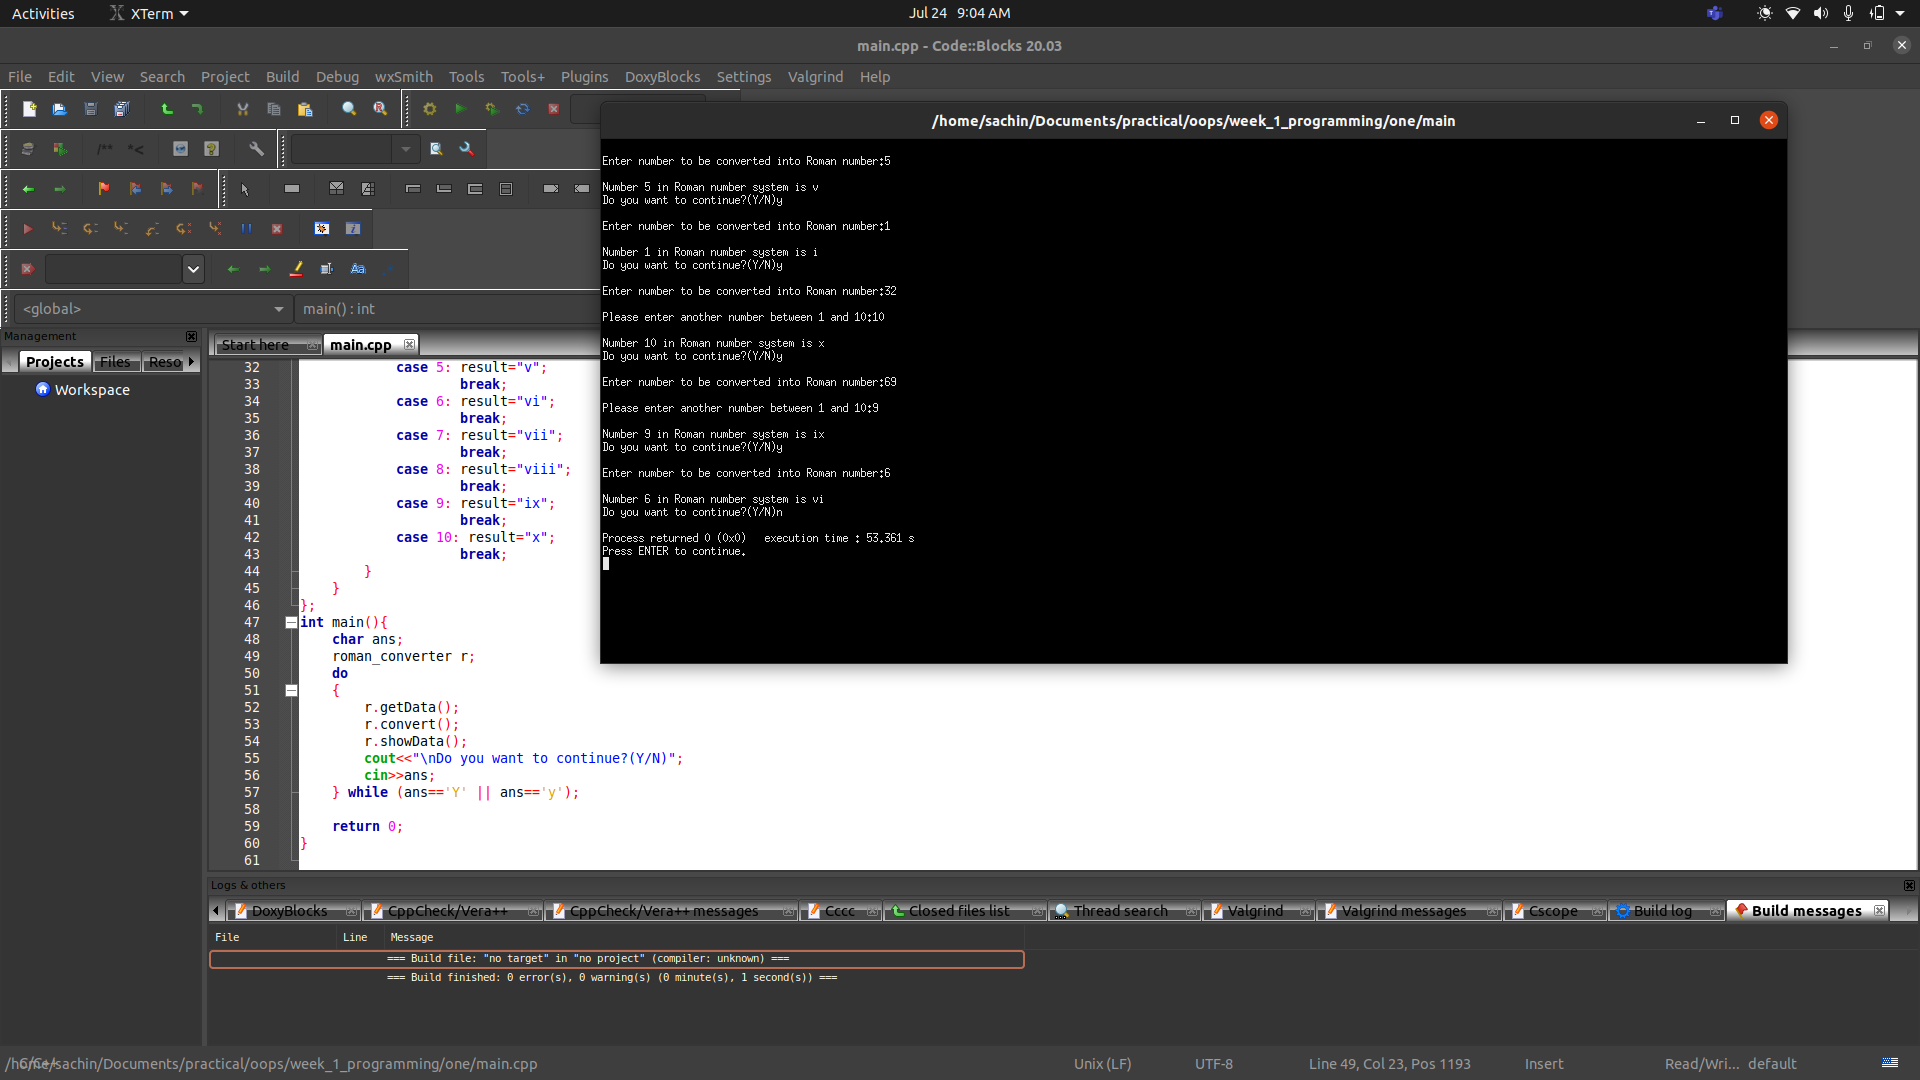 Activities
XTerm
Jul 24 9:04 AM
main.cpp - Code::Blocks 20.03
File Edit View Search Project Build Debug wxSmith Tools Tools+ Plugins DoxyBlocks Settings Valgrind Help
/** *<
<global>
main() : int
/home/sachin/Documents/practical/oops/week_1_programming/one/main
Enter number to be converted into Roman number:5
Number 5 in Roman number system is v
Do you want to continue?(Y/N)y
Enter number to be converted into Roman number:1
Number 1 in Roman number system is i
Do you want to continue?(Y/N)y
Enter number to be converted into Roman number:32
Please enter another number between 1 and 10:10
Number 10 in Roman number system is x
Do you want to continue?(Y/N)y
Enter number to be converted into Roman number:69
Please enter another number between 1 and 10:9
Number 9 in Roman number system is ix
Do you want to continue?(Y/N)y
Enter number to be converted into Roman number:6
Number 6 in Roman number system is vi
Do you want to continue?(Y/N)n
Process returned 0 (0x0)   execution time : 53.361 s
Press ENTER to continue.
Management
Projects Files Reso
Workspace
Start here
main.cpp
32 case 5: result="v";
33 break;
34 case 6: result="vi";
35 break;
36 case 7: result="vii";
37 break;
38 case 8: result="viii";
39 break;
40 case 9: result="ix";
41 break;
42 case 10: result="x";
43 break;
44 }
45 }
46 };
47 int main(){
48 char ans;
49 roman_converter r;
50 do
51 {
52 r.getData();
53 r.convert();
54 r.showData();
55 cout<<"\nDo you want to continue?(Y/N)";
56 cin>>ans;
57 } while (ans=='Y' || ans=='y');
58
59 return 0;
60 }
61
Logs & others
DoxyBlocks CppCheck/Vera++ CppCheck/Vera++ messages Cccc Closed files list Thread search Valgrind Valgrind messages Cscope Build log Build messages
File Line Message
=== Build file: "no target" in "no project" (compiler: unknown) ===
=== Build finished: 0 error(s), 0 warning(s) (0 minute(s), 1 second(s)) ===
/home/sachin/Documents/practical/oops/week_1_programming/one/main.cpp
C/C++
Unix (LF)
UTF-8
Line 49, Col 23, Pos 1193
Insert
Read/Wri...
default